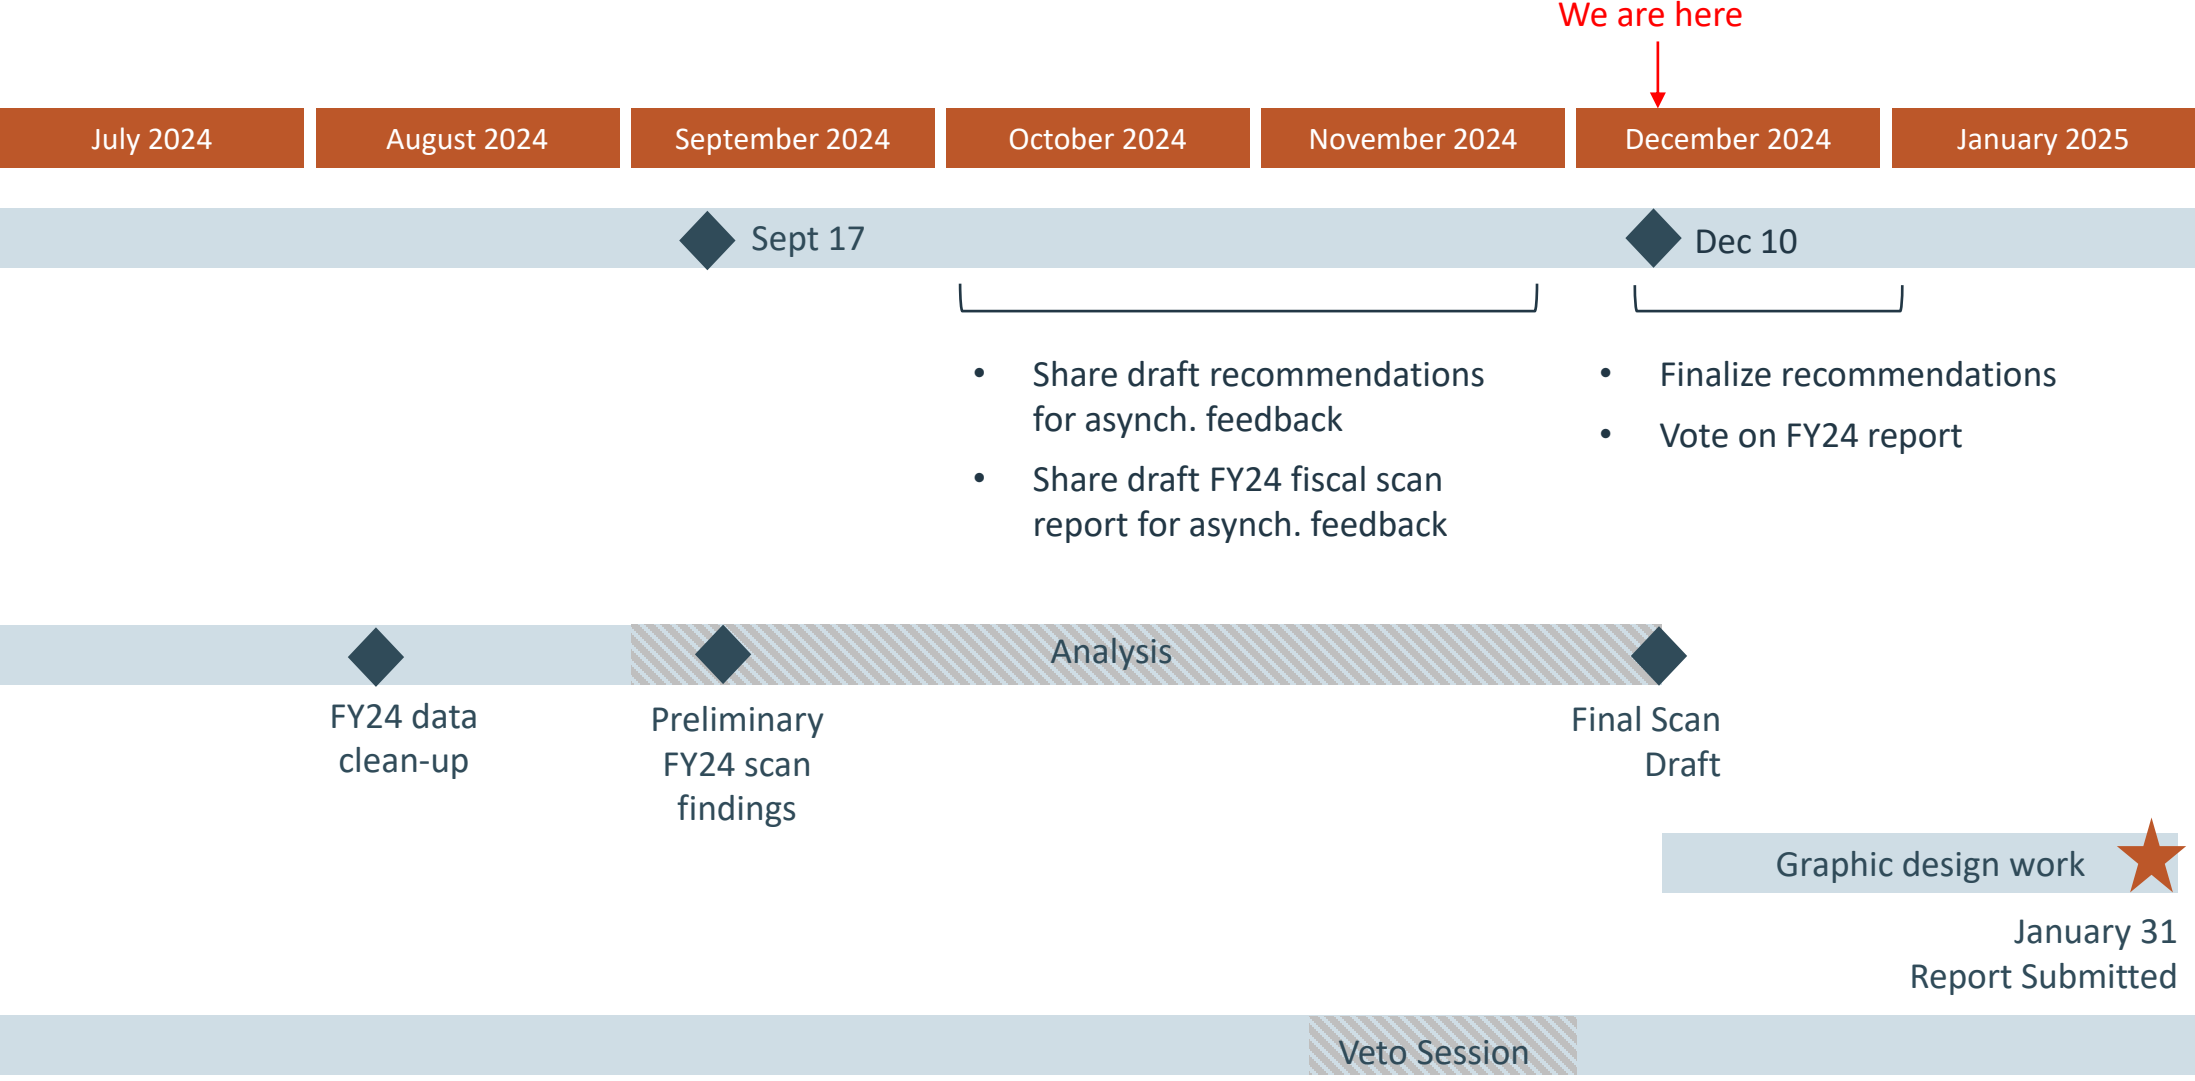 We are here
July 2024
August 2024
September 2024
October 2024
November 2024
December 2024
January 2025
Sept 17
Dec 10
• Share draft recommendations
for asynch. feedback
• Share draft FY24 fiscal scan
report for asynch. feedback
• Finalize recommendations
• Vote on FY24 report
Analysis
FY24 data
clean-up
Preliminary
FY24 scan
findings
Final Scan
Draft
Graphic design work
January 31
Report Submitted
Veto Session